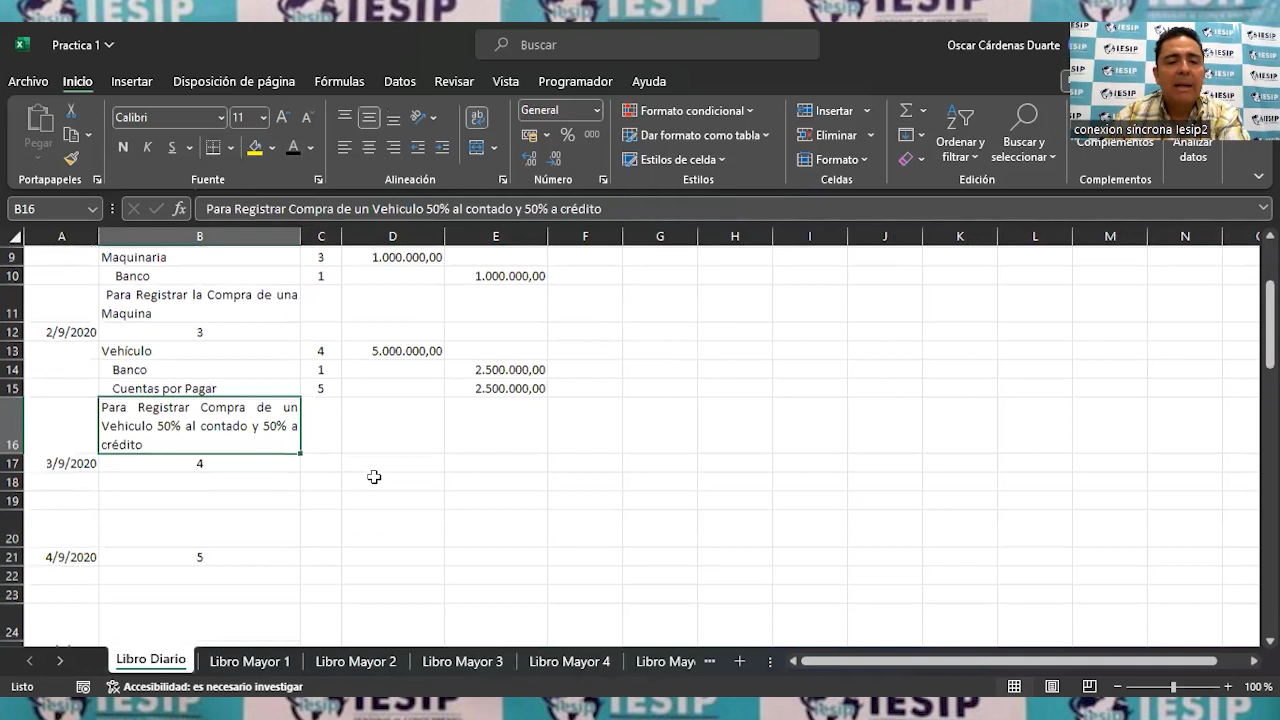 IESIP
Practica 1
Buscar
Oscar Cárdenas Duarte
Archivo Inicio Insertar Disposición de página Fórmulas Datos Revisar Vista Programador Ayuda
Pegar
Calibri 11
N K S
General
% 000
Formato condicional
Dar formato como tabla
Estilos de celda
Insertar
Eliminar
Formato
Ordenar y filtrar
Buscar y seleccionar
Complementos
Analizar datos
Portapapeles Fuente Alineación Número Estilos Celdas Edición Complementos
conexion síncrona Iesip2
B16 fx Para Registrar Compra de un Vehiculo 50% al contado y 50% a crédito
A B C D E F G H I J K L M N
9 Maquinaria 3 1.000.000,00
10 Banco 1 1.000.000,00
Para Registrar la Compra de una
11 Maquina
12 2/9/2020 3
13 Vehículo 4 5.000.000,00
14 Banco 1 2.500.000,00
15 Cuentas por Pagar 5 2.500.000,00
Para Registrar Compra de un
Vehiculo 50% al contado y 50% a
16 crédito
17 3/9/2020 4
18
19
20
21 4/9/2020 5
22
23
24
Libro Diario Libro Mayor 1 Libro Mayor 2 Libro Mayor 3 Libro Mayor 4 Libro May
Listo Accesibilidad: es necesario investigar 100 %